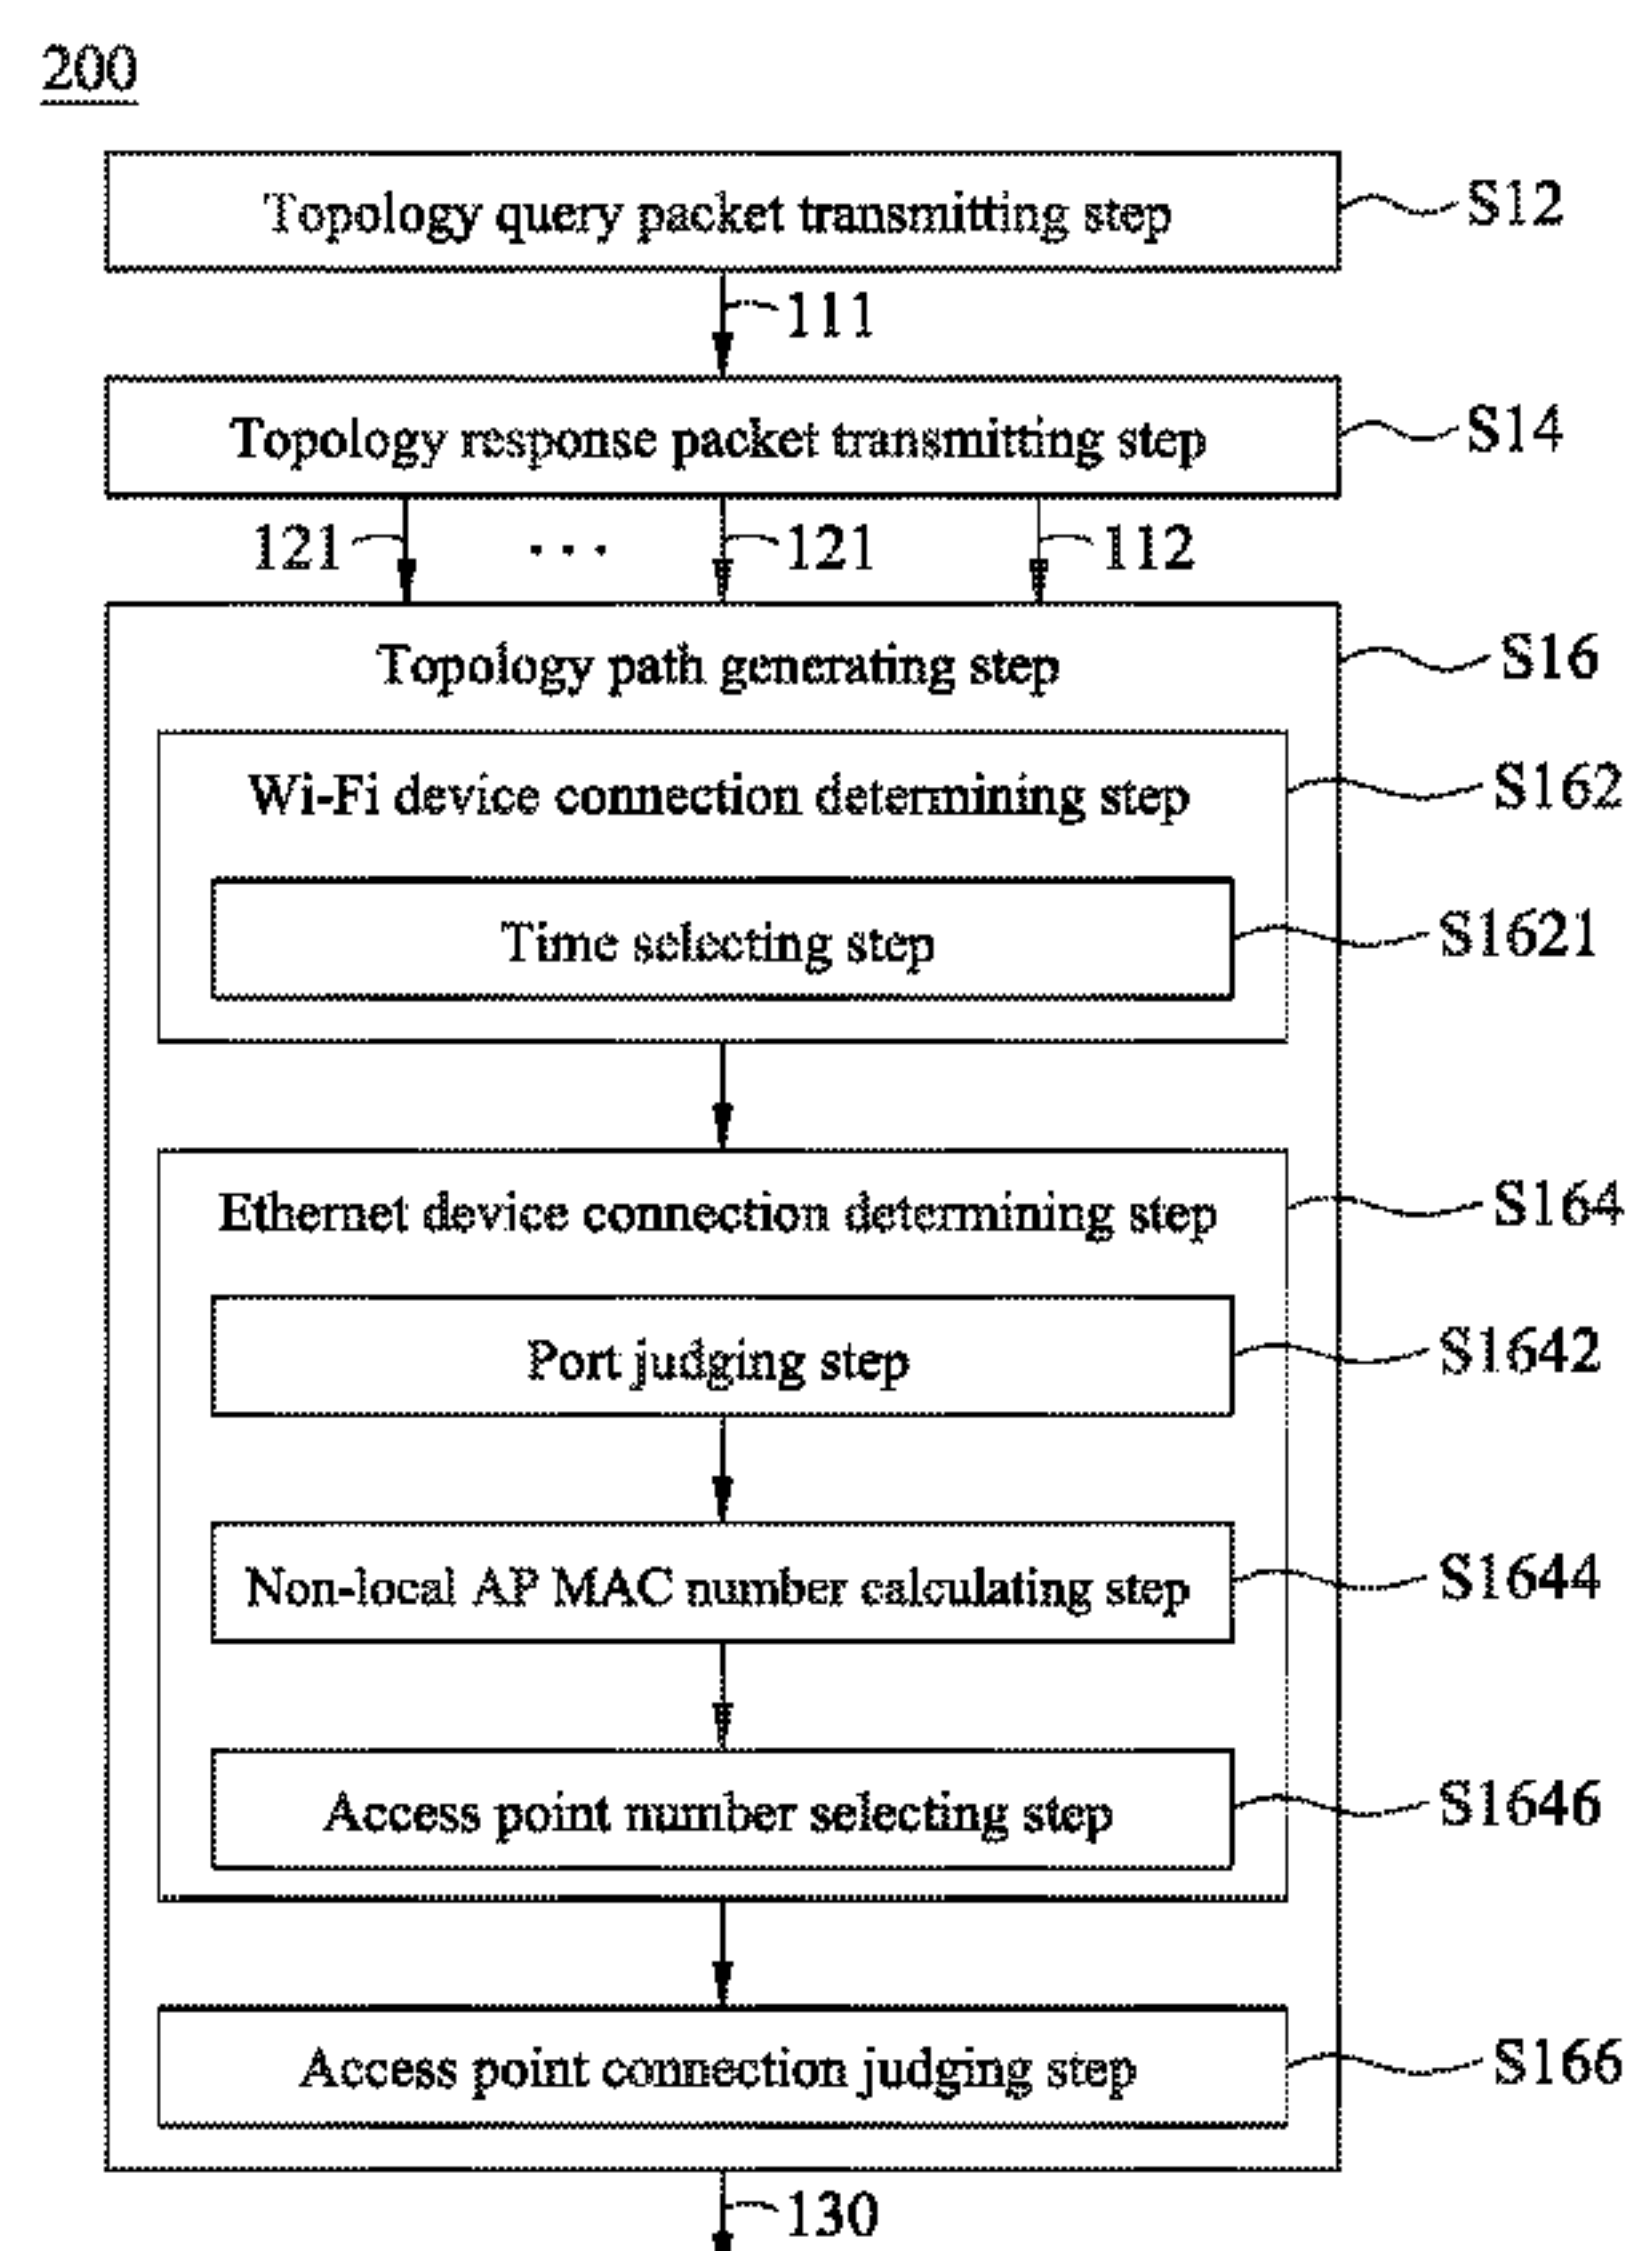 200
Topology query packet transmitting step
S12
111
Topology response packet transmitting step
S14
121 ... 121 112
Topology path generating step
S16
Wi-Fi device connection determining step
S162
Time selecting step
S1621
Ethernet device connection determining step
S164
Port judging step
S1642
Non-local AP MAC number calculating step
S1644
Access point number selecting step
S1646
Access point connection judging step
S166
130